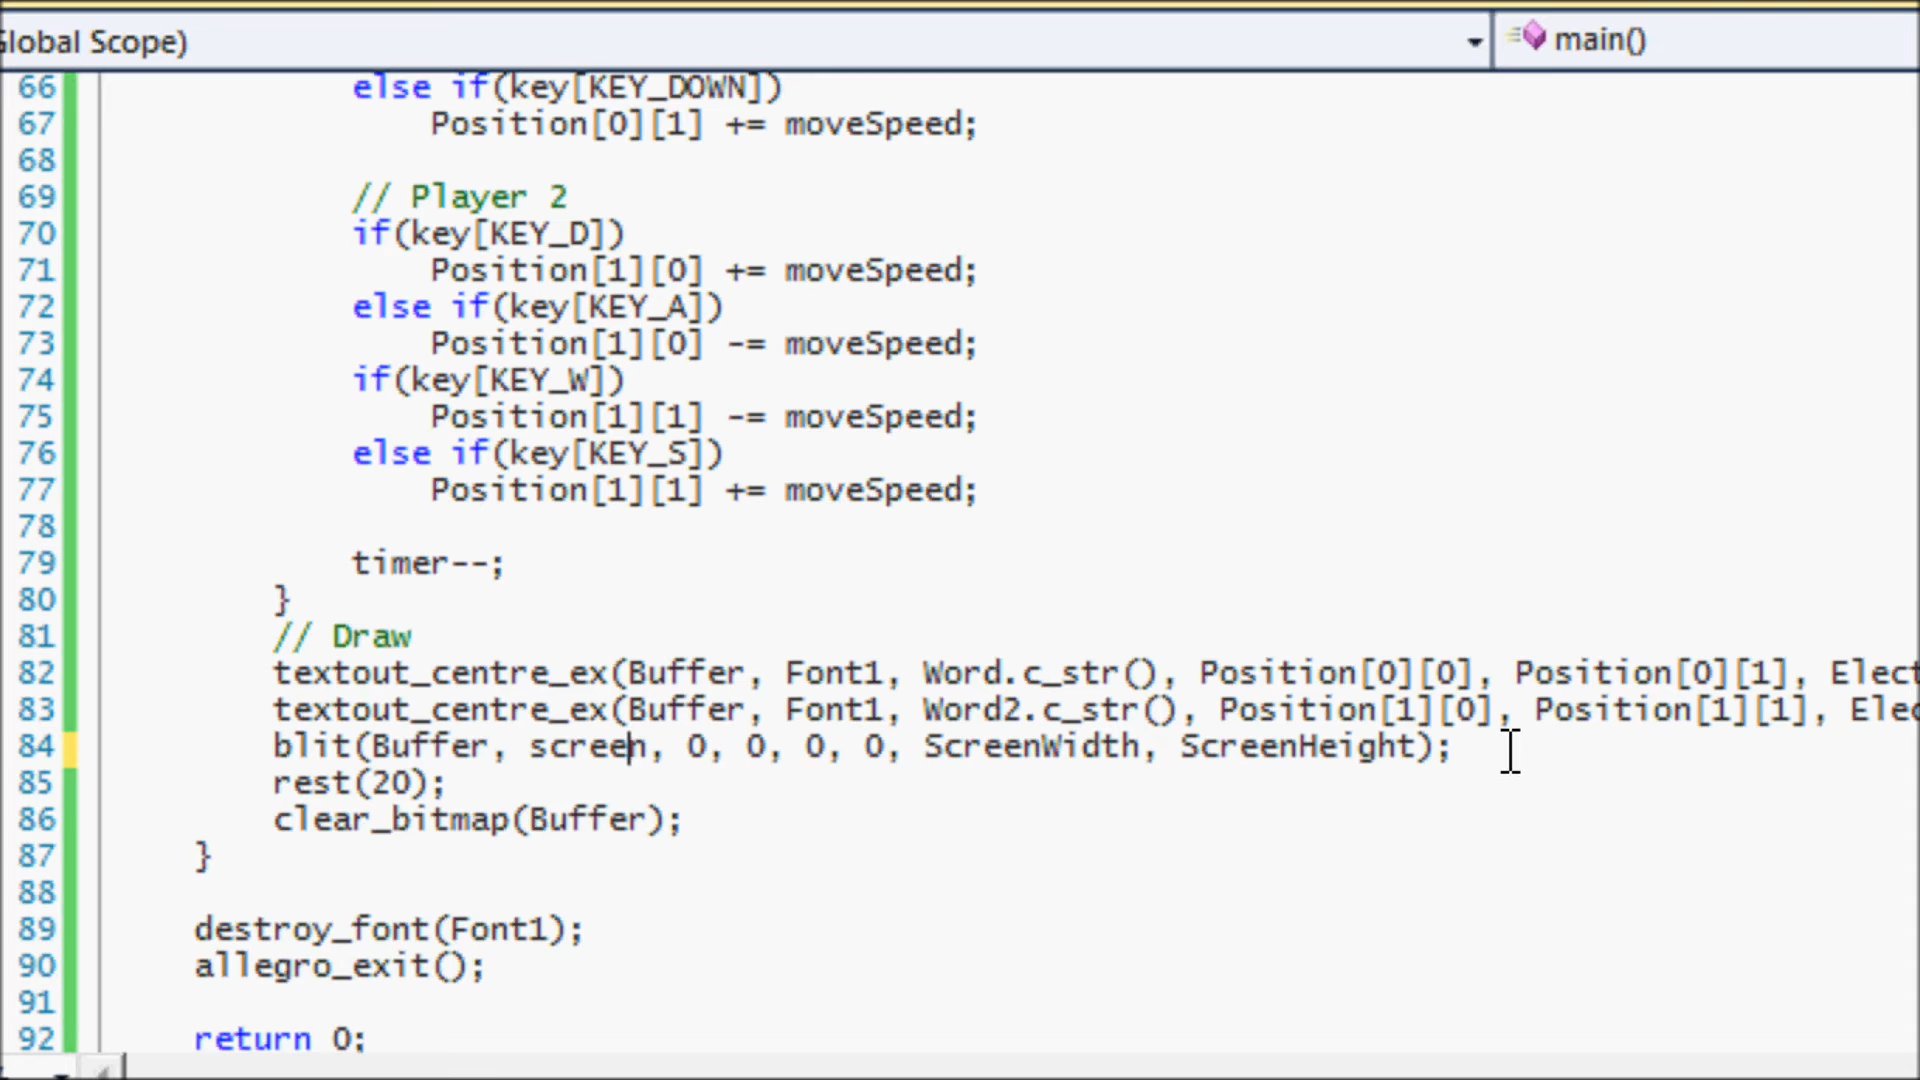 Global Scope) main()
66 else if(key[KEY_DOWN])
67 Position[0][1] += moveSpeed;
68
69 // Player 2
70 if(key[KEY_D])
71 Position[1][0] += moveSpeed;
72 else if(key[KEY_A])
73 Position[1][0] -= moveSpeed;
74 if(key[KEY_W])
75 Position[1][1] -= moveSpeed;
76 else if(key[KEY_S])
77 Position[1][1] += moveSpeed;
78
79 timer--;
80 }
81 // Draw
82 textout_centre_ex(Buffer, Font1, Word.c_str(), Position[0][0], Position[0][1], Elect
83 textout_centre_ex(Buffer, Font1, Word2.c_str(), Position[1][0], Position[1][1], Elec
84 blit(Buffer, screen, 0, 0, 0, 0, ScreenWidth, ScreenHeight);
85 rest(20);
86 clear_bitmap(Buffer);
87 }
88
89 destroy_font(Font1);
90 allegro_exit();
91
92 return 0;